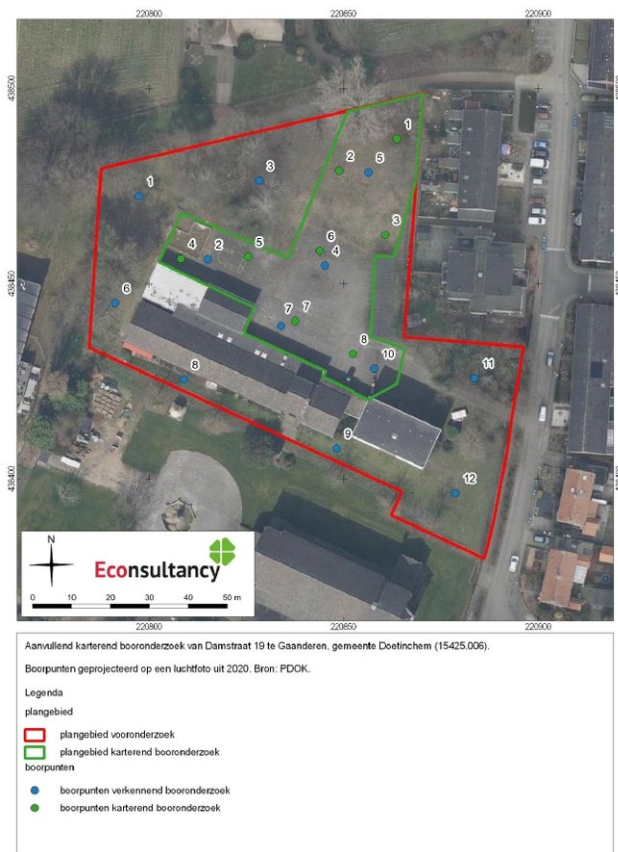 220800 220850 220900
438500
438500
1
2
5
3
1
3
6
4
4
2
5
438450
438450
6
7
7
8
10
11
8
9
12
438400
438400
N
Econsultancy
0 10 20 30 40 50 m
220800 220850 220900
Aanvullend karterend booronderzoek van Damstraat 19 te Gaanderen, gemeente Doetinchem (15425.006).
Boorpunten geprojecteerd op een luchtfoto uit 2020. Bron: PDOK.
Legenda
plangebied
plangebied vooronderzoek
plangebied karterend booronderzoek
boorpunten
boorpunten verkennend booronderzoek
boorpunten karterend booronderzoek